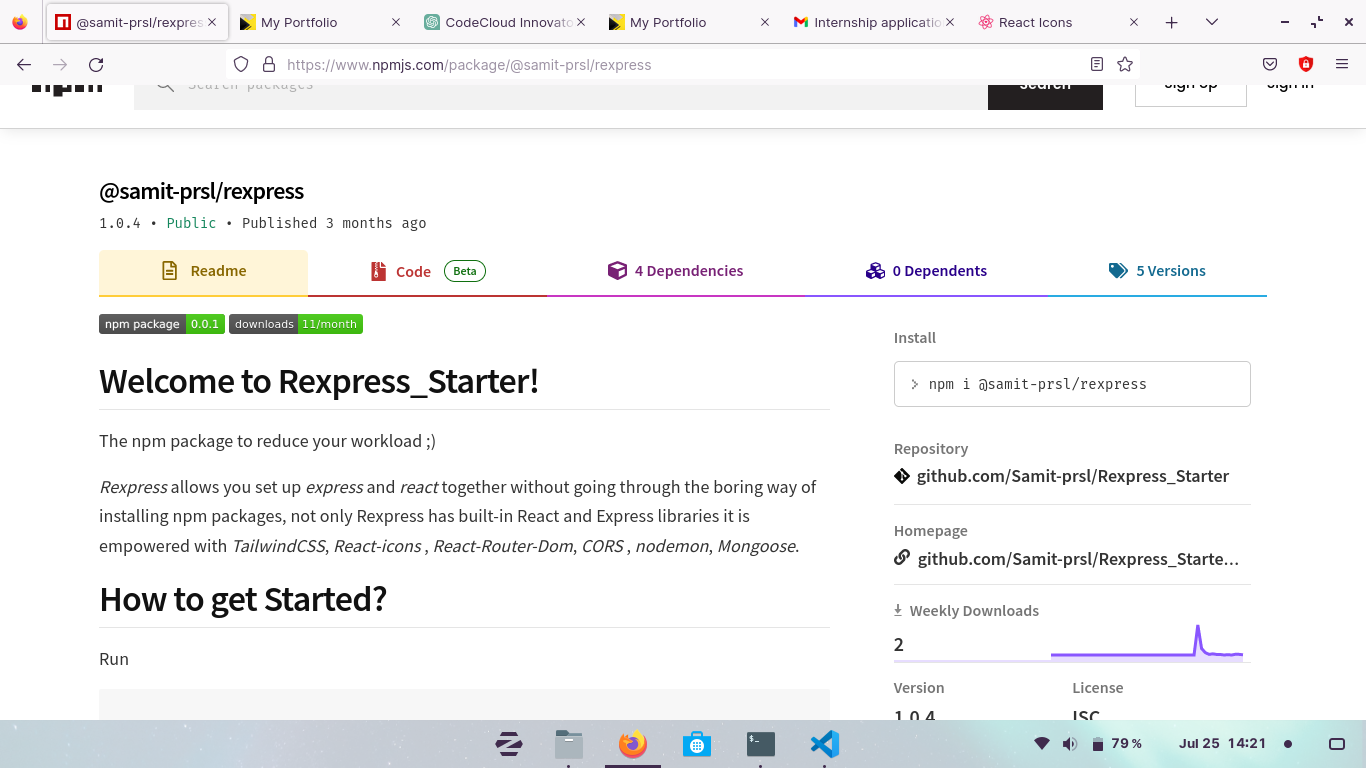 @samit-prsl/rexpres
My Portfolio
CodeCloud Innovato
My Portfolio
Internship applicatio
React Icons
https://www.npmjs.com/package/@samit-prsl/rexpress
npm
Search packages
Search
Sign Up
Sign In
@samit-prsl/rexpress
1.0.4 • Public • Published 3 months ago
Readme
Code Beta
4 Dependencies
0 Dependents
5 Versions
npm package 0.0.1 downloads 11/month
Welcome to Rexpress_Starter!
The npm package to reduce your workload ;)
Rexpress allows you set up express and react together without going through the boring way of
installing npm packages, not only Rexpress has built-in React and Express libraries it is
empowered with TailwindCSS, React-icons , React-Router-Dom, CORS , nodemon, Mongoose.
How to get Started?
Run
Install
> npm i @samit-prsl/rexpress
Repository
github.com/Samit-prsl/Rexpress_Starter
Homepage
github.com/Samit-prsl/Rexpress_Starte...
Weekly Downloads
2
Version
License
1.0.4
ISC
79 %
Jul 25 14:21